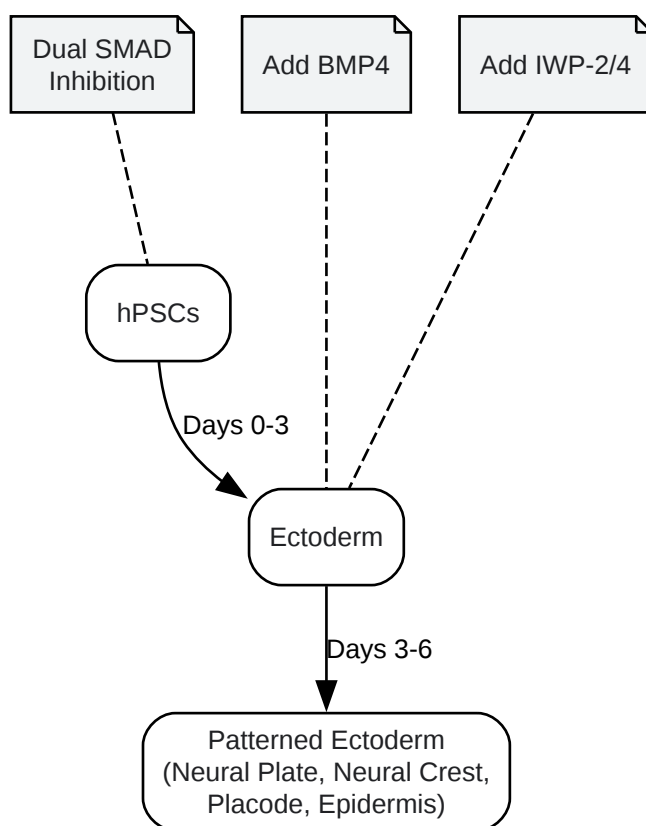 Dual SMAD
Inhibition
Add BMP4
Add IWP-2/4
hPSCs
Days 0-3
Ectoderm
Days 3-6
Patterned Ectoderm
(Neural Plate, Neural Crest,
Placode, Epidermis)